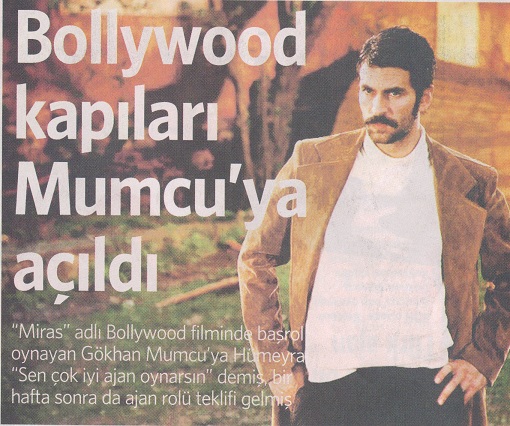 Bollywood
kapıları
Mumcu'ya
açıldı
“Miras” adlı Bollywood filminde başrol
oynayan Gökhan Mumcu'ya Hümeyra
“Sen çok iyi ajan oynarsın” demiş, bir
hafta sonra da ajan rolü teklifi gelmiş